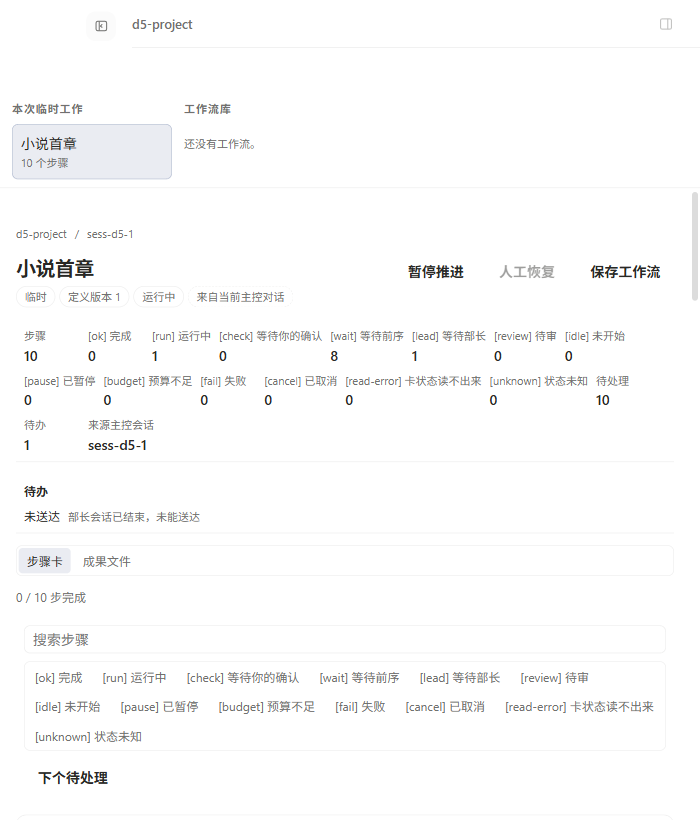 d5-project
本次临时工作 工作流库
小说首章
10 个步骤
还没有工作流。
d5-project / sess-d5-1
小说首章
暂停推进 人工恢复 保存工作流
临时 定义版本 1 运行中 来自当前主控对话
步骤 [ok] 完成 [run] 运行中 [check] 等待你的确认 [wait] 等待前序 [lead] 等待部长 [review] 待审 [idle] 未开始
10 0 1 0 8 1 0 0
[pause] 已暂停 [budget] 预算不足 [fail] 失败 [cancel] 已取消 [read-error] 卡状态读不出来 [unknown] 状态未知 待处理
0 0 0 0 0 0 10
待办 来源主控会话
1 sess-d5-1
待办
未送达 部长会话已结束，未能送达
步骤卡 成果文件
0 / 10 步完成
搜索步骤
[ok] 完成 [run] 运行中 [check] 等待你的确认 [wait] 等待前序 [lead] 等待部长 [review] 待审
[idle] 未开始 [pause] 已暂停 [budget] 预算不足 [fail] 失败 [cancel] 已取消 [read-error] 卡状态读不出来
[unknown] 状态未知
下个待处理